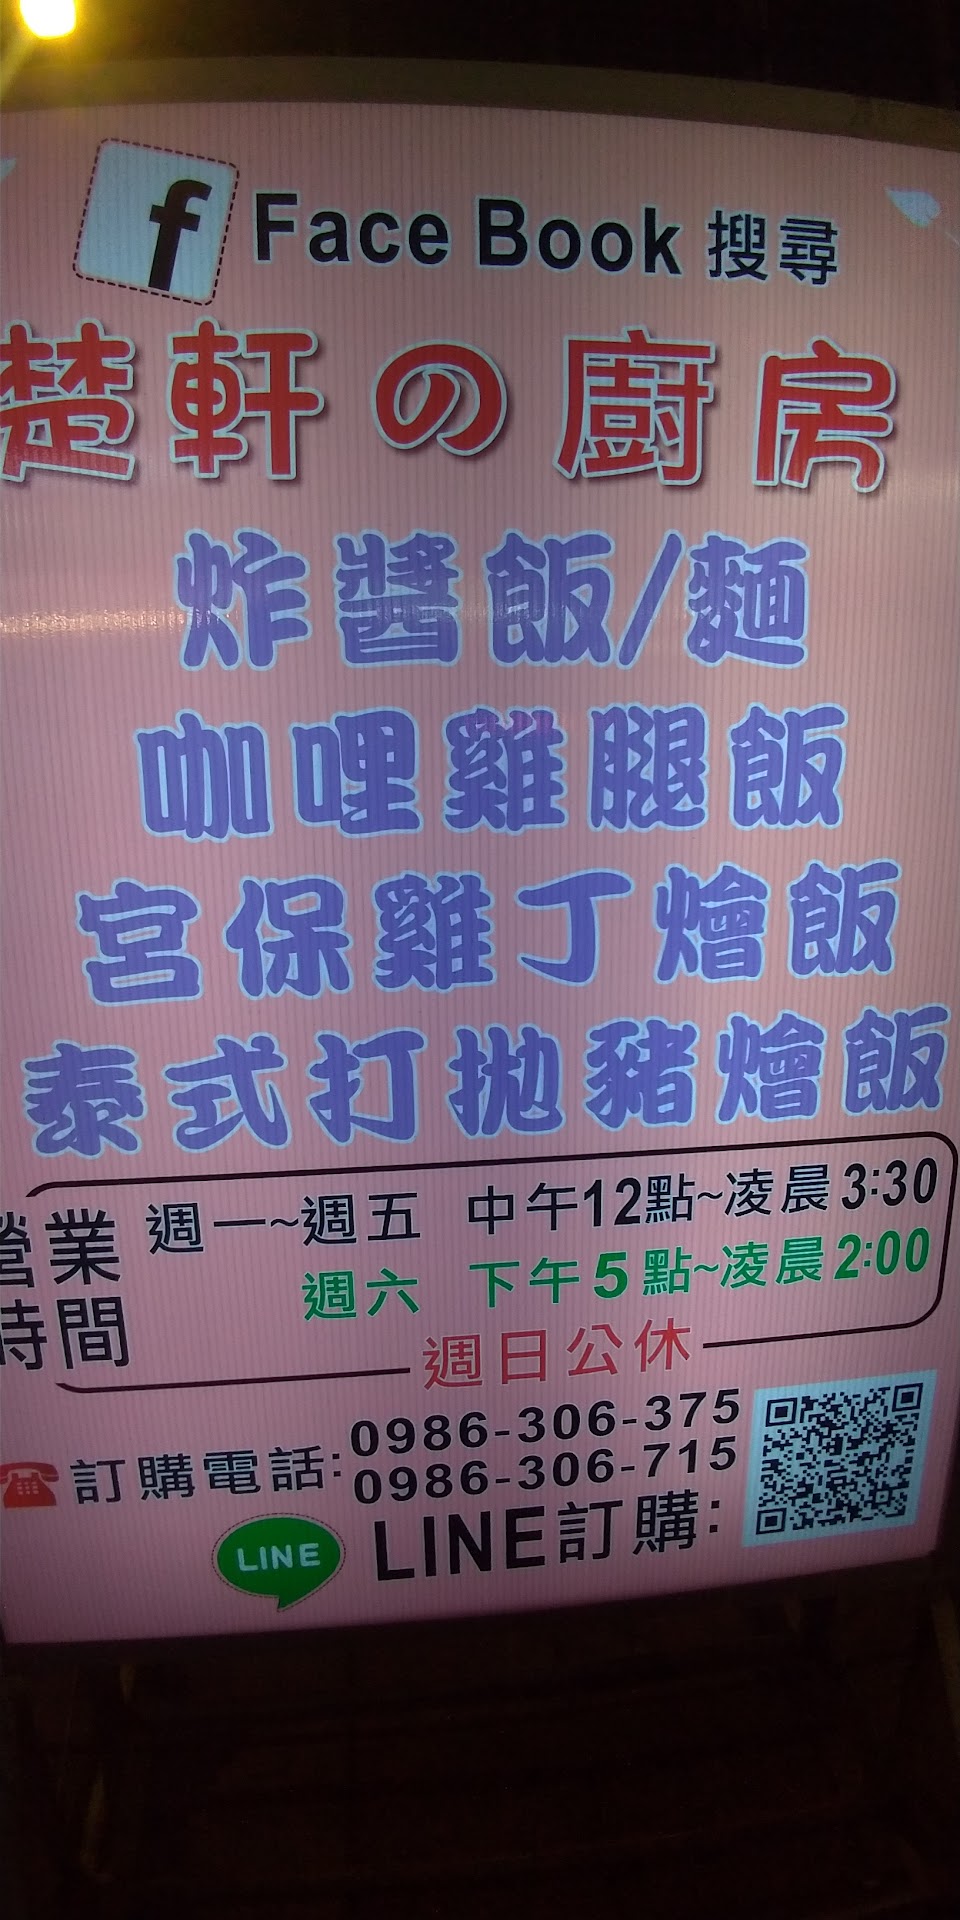 f Face Book 搜尋
楚軒の廚房
炸醬飯/麵
咖哩雞腿飯
宮保雞丁燴飯
泰式打拋豬燴飯
營業時間
週一~週五 中午12點~凌晨3:30
週六 下午5點~凌晨2:00
週日公休
訂購電話:
0986-306-375
0986-306-715
LINE
LINE訂購: